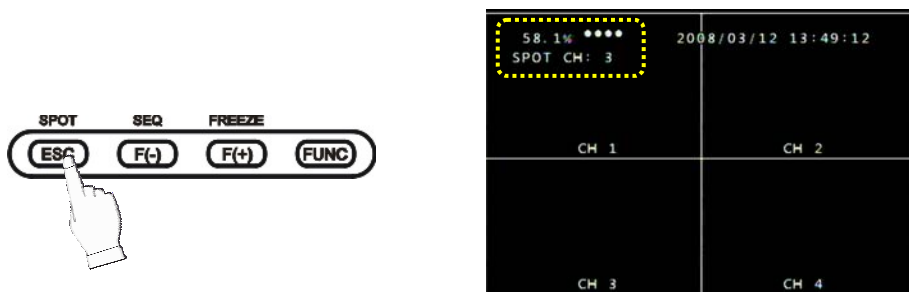 SPOT SEQ FREEZE
ESC F(-) F(+) FUNC
58.1% •••• 2008/03/12 13:49:12
SPOT CH: 3
CH 1 CH 2
CH 3 CH 4